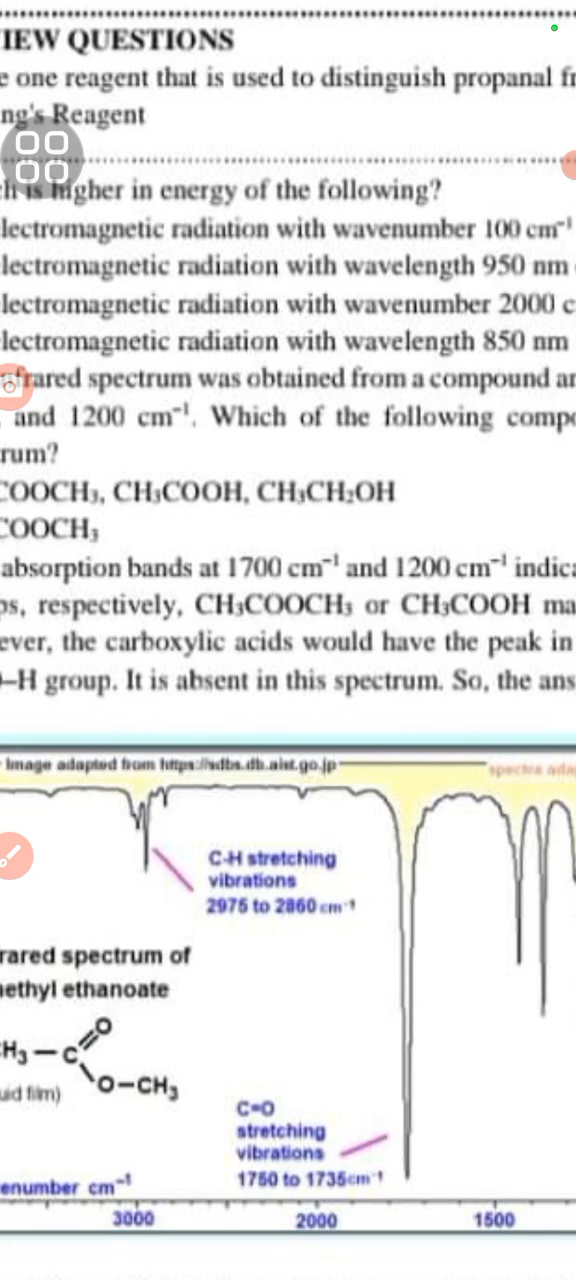 IEW QUESTIONS
e one reagent that is used to distinguish propanal fr
ng's Reagent
is higher in energy of the following?
lectromagnetic radiation with wavenumber 100 cm⁻¹
lectromagnetic radiation with wavelength 950 nm
lectromagnetic radiation with wavenumber 2000 c
lectromagnetic radiation with wavelength 850 nm
frared spectrum was obtained from a compound an
and 1200 cm⁻¹. Which of the following compo
rum?
COOCH₃, CH₃COOH, CH₃CH₂OH
COOCH₃
absorption bands at 1700 cm⁻¹ and 1200 cm⁻¹ indica
ps, respectively, CH₃COOCH₃ or CH₃COOH ma
ever, the carboxylic acids would have the peak in
–H group. It is absent in this spectrum. So, the ans
Image adapted from https://sdbs.db.aist.go.jp
spectra adap
C-H stretching
vibrations
2975 to 2860 cm⁻¹
rared spectrum of
ethyl ethanoate
H₃—C
O
O–CH₃
uid film)
C=O
stretching
vibrations
1750 to 1735cm⁻¹
enumber cm⁻¹
3000 2000 1500